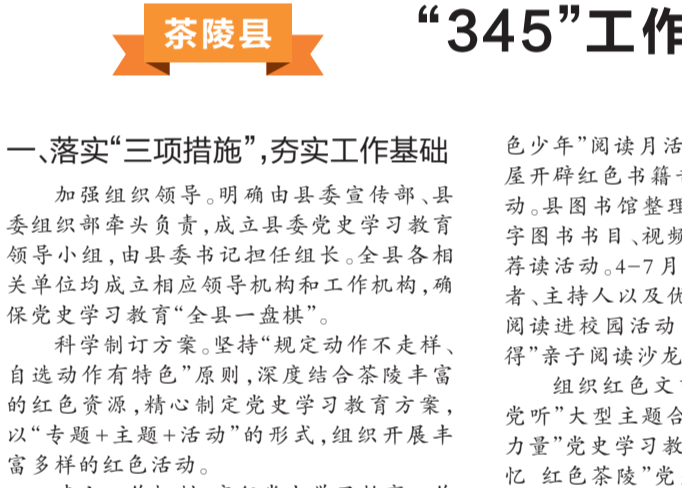 茶陵县
“345”工作
一、落实“三项措施”，夯实工作基础
加强组织领导。明确由县委宣传部、县
委组织部牵头负责，成立县委党史学习教育
领导小组，由县委书记担任组长。全县各相
关单位均成立相应领导机构和工作机构，确
保党史学习教育“全县一盘棋”。
科学制订方案。坚持“规定动作不走样、
自选动作有特色”原则，深度结合茶陵丰富
的红色资源，精心制定党史学习教育方案，
以“专题+主题+活动”的形式，组织开展丰
富多样的红色活动。
色少年”阅读月活
屋开辟红色书籍
动。县图书馆整理
字图书书目、视频
荐读活动。4-7月
者、主持人以及优
阅读进校园活动
得”亲子阅读沙龙
组织红色文
党听”大型主题合
力量”党史学习教
忆 红色茶陵”党